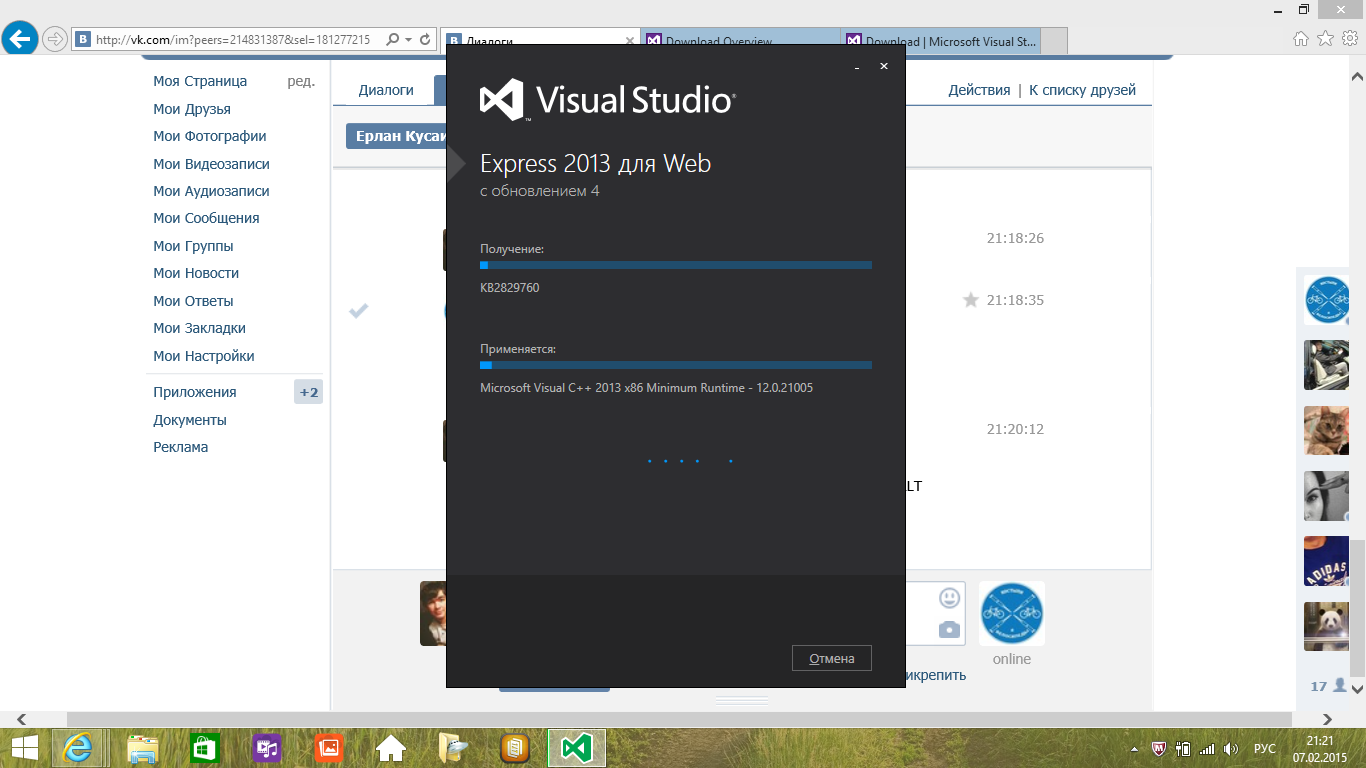 http://vk.com/im?peers=214831387&sel=181277215
Диалоги
Download Overview
Download | Microsoft Visual St...
Моя Страница
ред.
Мои Друзья
Мои Фотографии
Мои Видеозаписи
Мои Аудиозаписи
Мои Сообщения
Мои Группы
Мои Новости
Мои Ответы
Мои Закладки
Мои Настройки
Приложения
+2
Документы
Реклама
Диалоги
Действия | К списку друзей
Ерлан
Visual Studio
Express 2013 для Web
с обновлением 4
Получение:
KB2829760
Применяется:
Microsoft Visual C++ 2013 x86 Minimum Runtime - 12.0.21005
Отмена
21:18:26
21:18:35
21:20:12
LT
online
икрепить
ADIDAS
17
РУС
21:21
07.02.2015